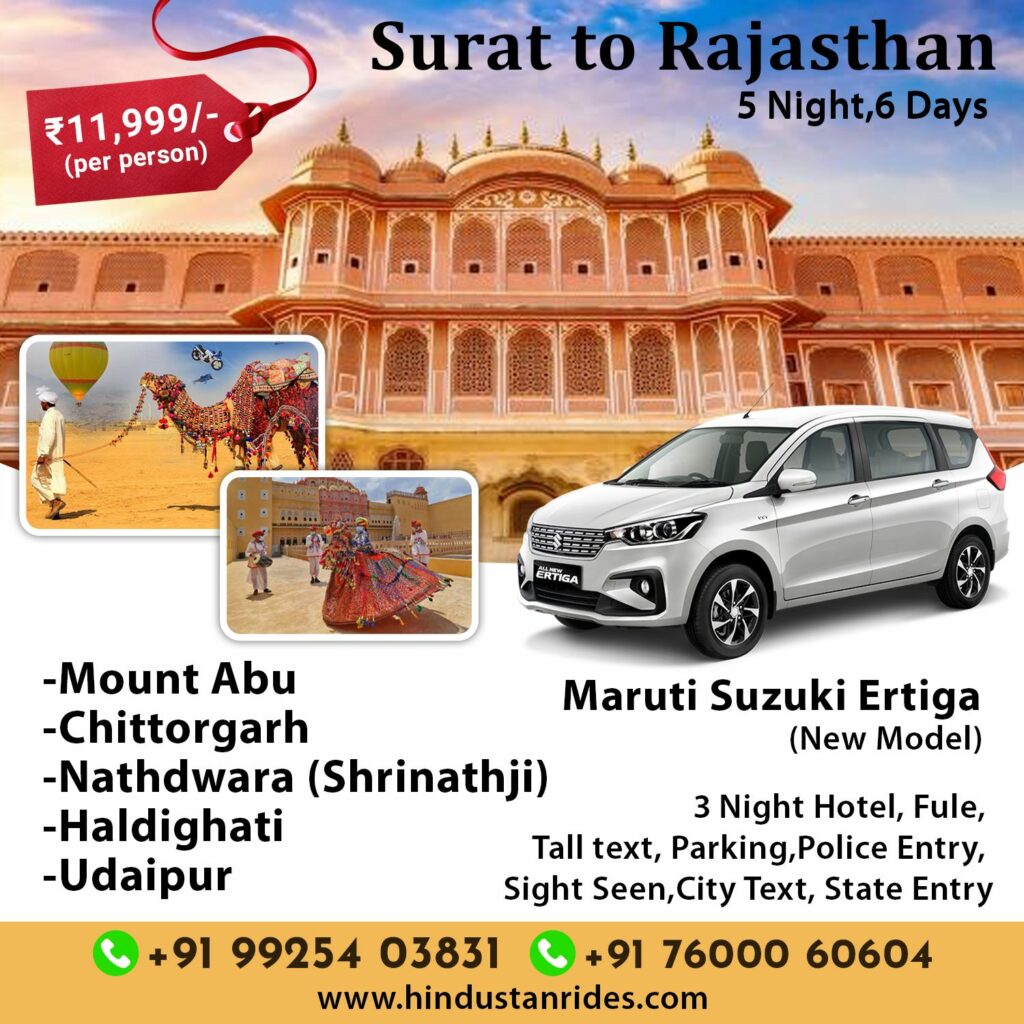 Surat to Rajasthan
5 Night,6 Days
₹11,999/-
(per person)
ALL NEW
ERTIGA
-Mount Abu
-Chittorgarh
-Nathdwara (Shrinathji)
-Haldighati
-Udaipur
Maruti Suzuki Ertiga
(New Model)
3 Night Hotel, Fule,
Tall text, Parking,Police Entry,
Sight Seen,City Text, State Entry
+91 99254 03831 +91 76000 60604
www.hindustanrides.com